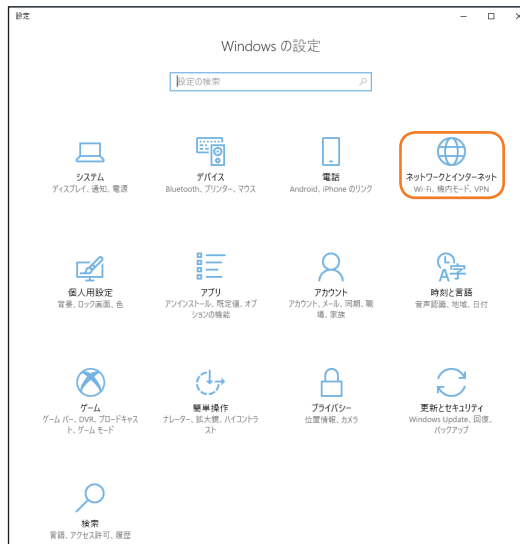 設定
Windows の設定
設定の検索
システム
ディスプレイ、通知、電源
デバイス
Bluetooth、プリンター、マウス
電話
Android、iPhone のリンク
ネットワークとインターネット
Wi-Fi、機内モード、VPN
個人用設定
背景、ロック画面、色
アプリ
アンインストール、既定値、オプ
ションの機能
アカウント
アカウント、メール、同期、職
場、家族
時刻と言語
音声認識、地域、日付
ゲーム
ゲーム バー、DVR、ブロードキャス
ト、ゲーム モード
簡単操作
ナレーター、拡大鏡、ハイコントラ
スト
プライバシー
位置情報、カメラ
更新とセキュリティ
Windows Update、回復、
バックアップ
検索
言語、アクセス許可、履歴